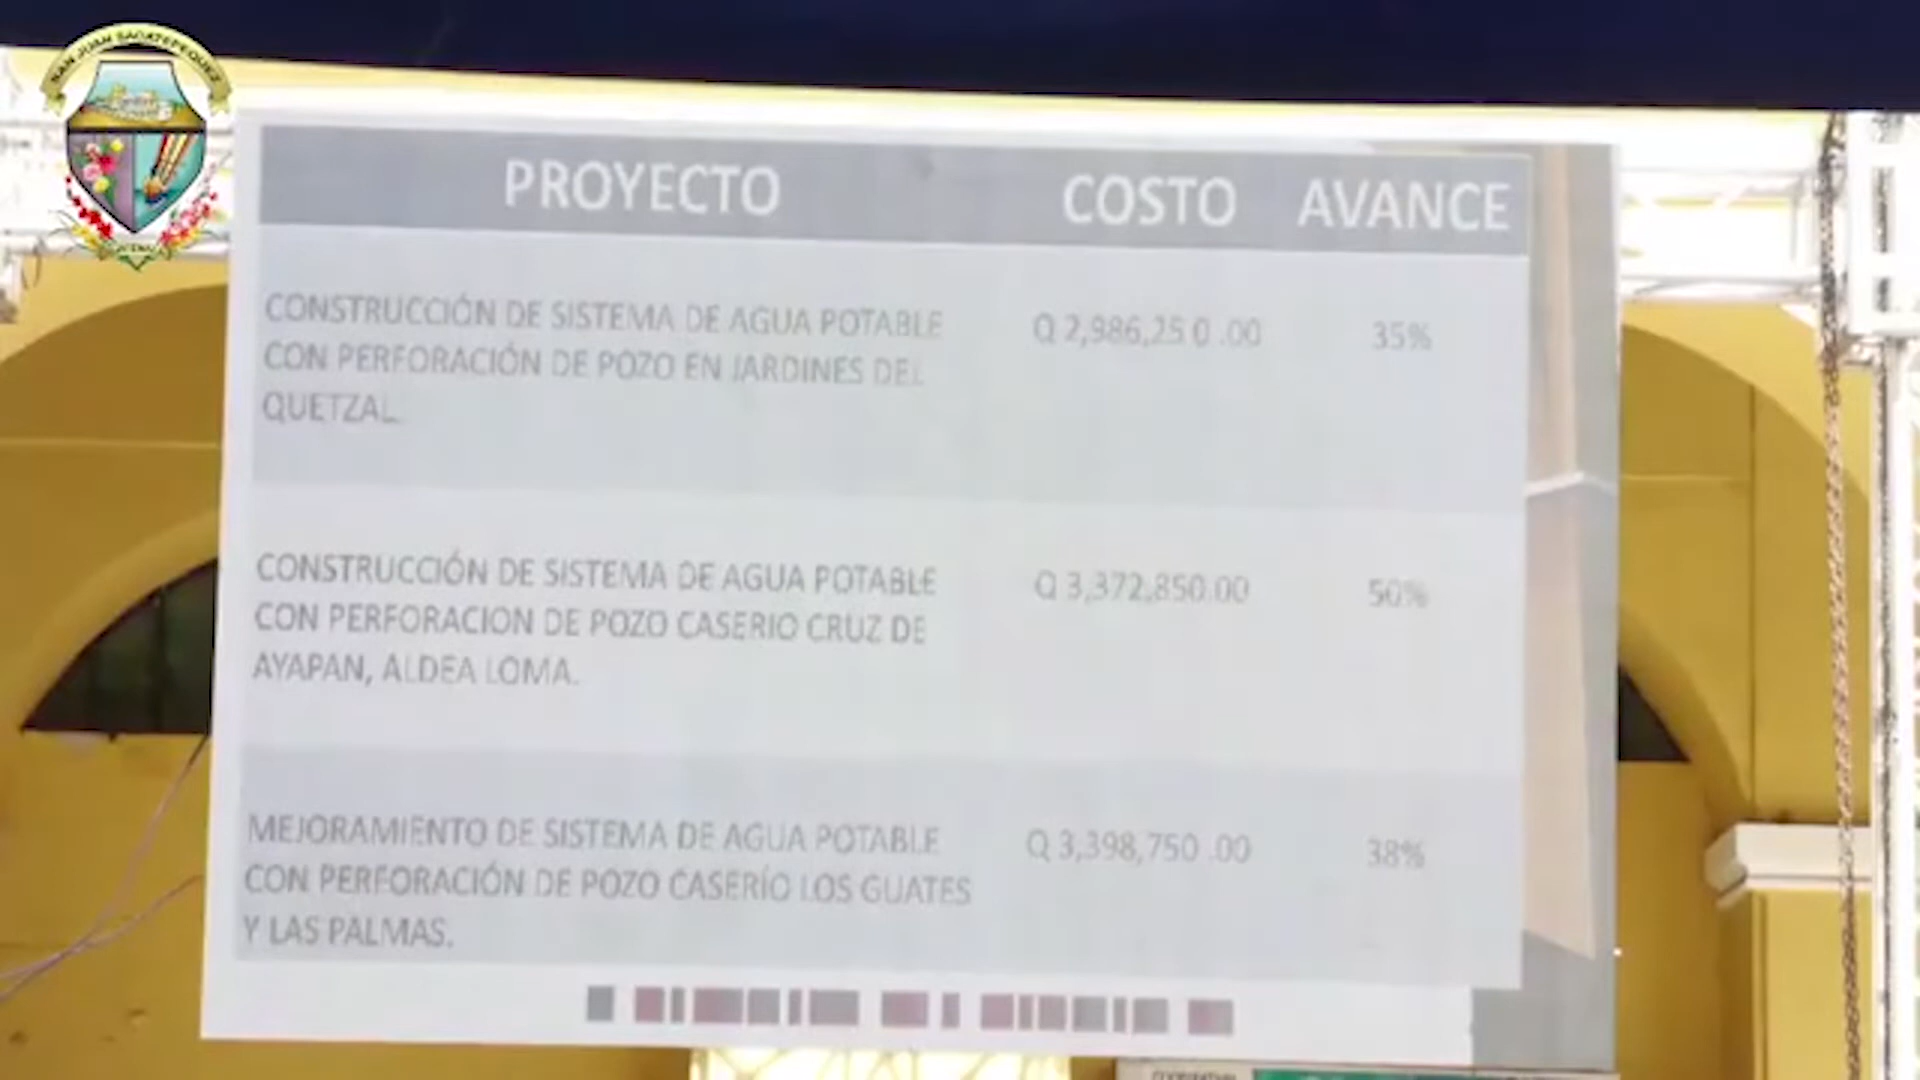 SAN JUAN SACATEPEQUEZ
PROYECTO COSTO AVANCE
CONSTRUCCIÓN DE SISTEMA DE AGUA POTABLE Q 2,986,250.00 35%
CON PERFORACIÓN DE POZO EN JARDINES DEL
QUETZAL.
CONSTRUCCIÓN DE SISTEMA DE AGUA POTABLE Q 3,372,850.00 50%
CON PERFORACION DE POZO CASERIO CRUZ DE
AYAPAN, ALDEA LOMA.
MEJORAMIENTO DE SISTEMA DE AGUA POTABLE Q 3,398,750.00 38%
CON PERFORACIÓN DE POZO CASERÍO LOS GUATES
Y LAS PALMAS.